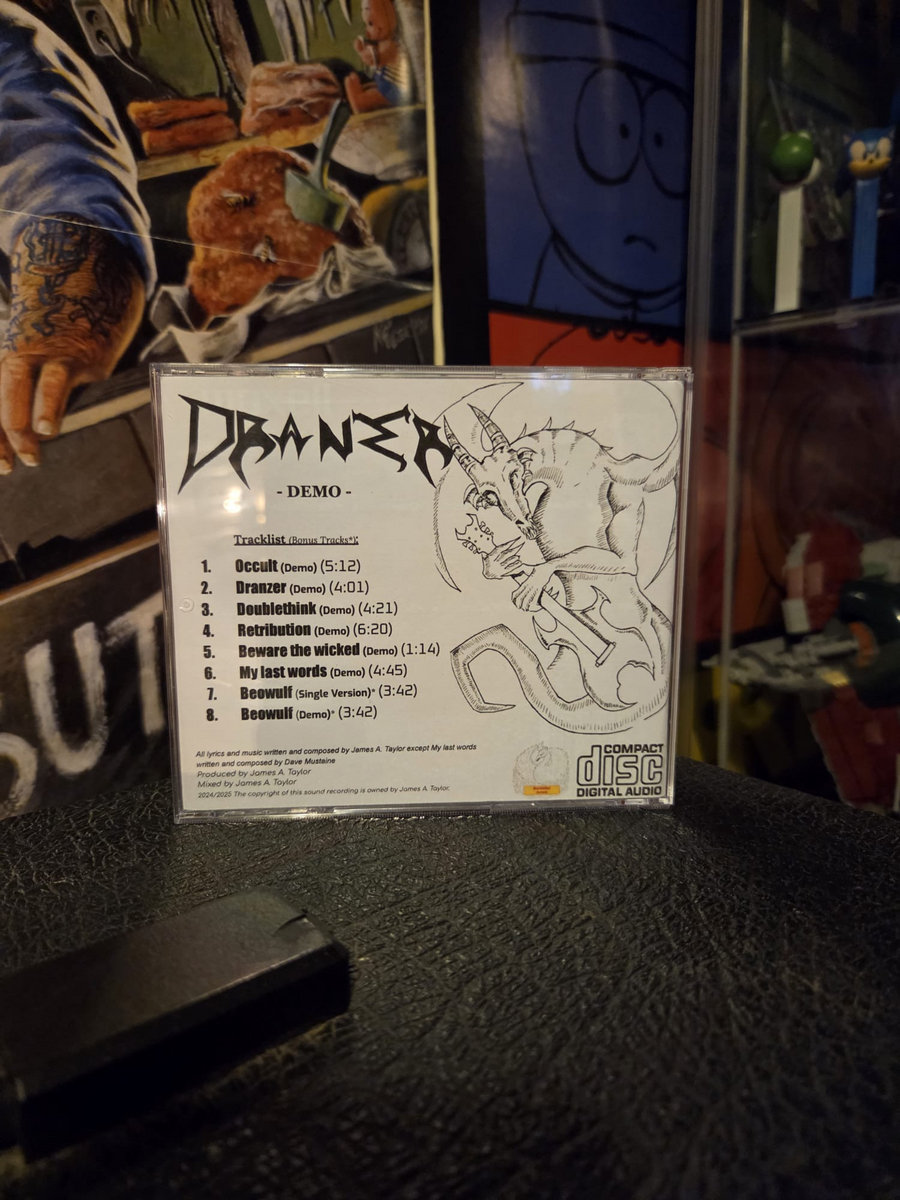 DRANZER
- DEMO -
Tracklist (Bonus Tracks*):
1. Occult (Demo) (5:12)
2. Dranzer (Demo) (4:01)
3. Doublethink (Demo) (4:21)
4. Retribution (Demo) (6:20)
5. Beware the wicked (Demo) (1:14)
6. My last words (Demo) (4:45)
7. Beowulf (Single Version)* (3:42)
8. Beowulf (Demo)* (3:42)
All lyrics and music written and composed by James A. Taylor except My last words
written and composed by Dave Mustaine
Produced by James A. Taylor
Mixed by James A. Taylor
2024/2025 The copyright of this sound recording is owned by James A. Taylor.
COMPACT
disc
DIGITAL AUDIO
OUT